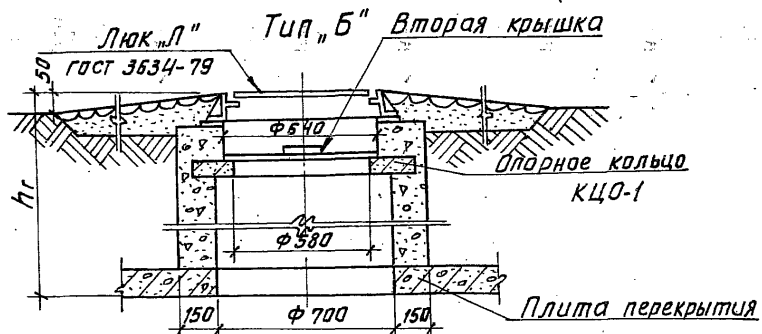 Тип „Б"
Люк „Л"
гост 3634-79
Вторая крышка
50
ф640
Опорное кольцо
КЦО-1
hг
ф580
150
ф700
150
Плита перекрытия